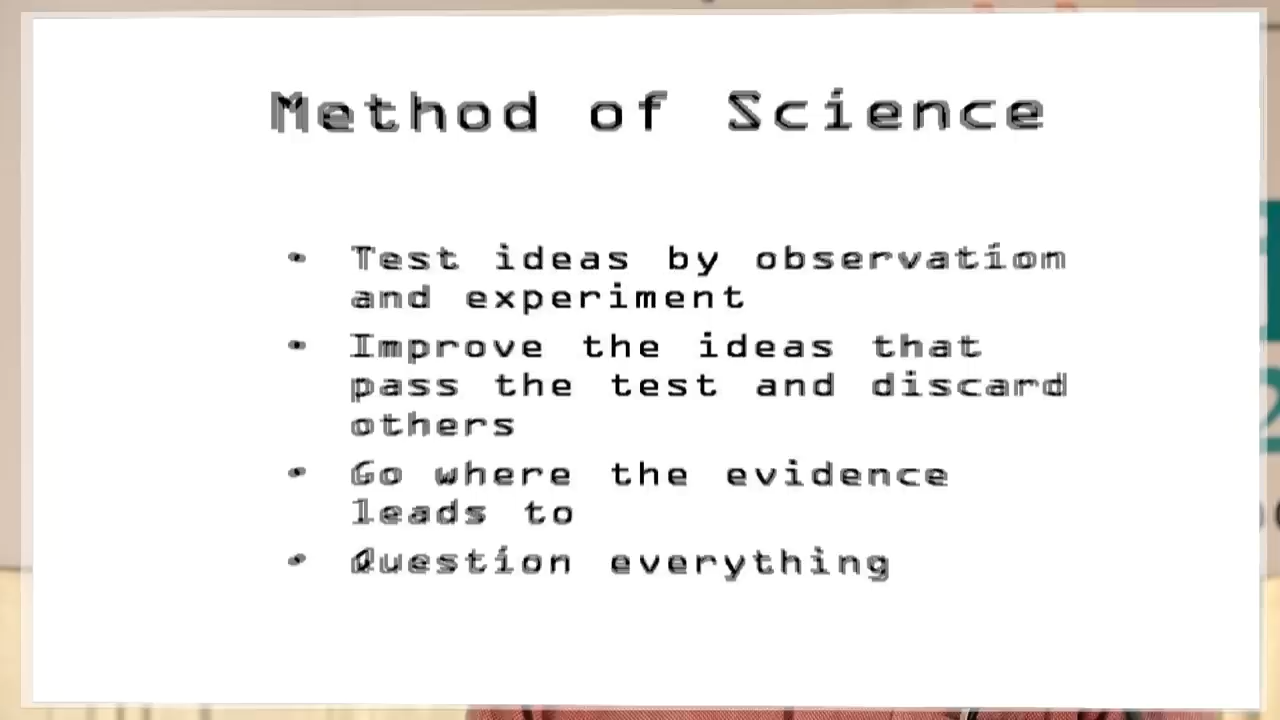 Method of Science
• Test ideas by observation
and experiment
• Improve the ideas that
pass the test and discard
others
• Go where the evidence
leads to
• Question everything